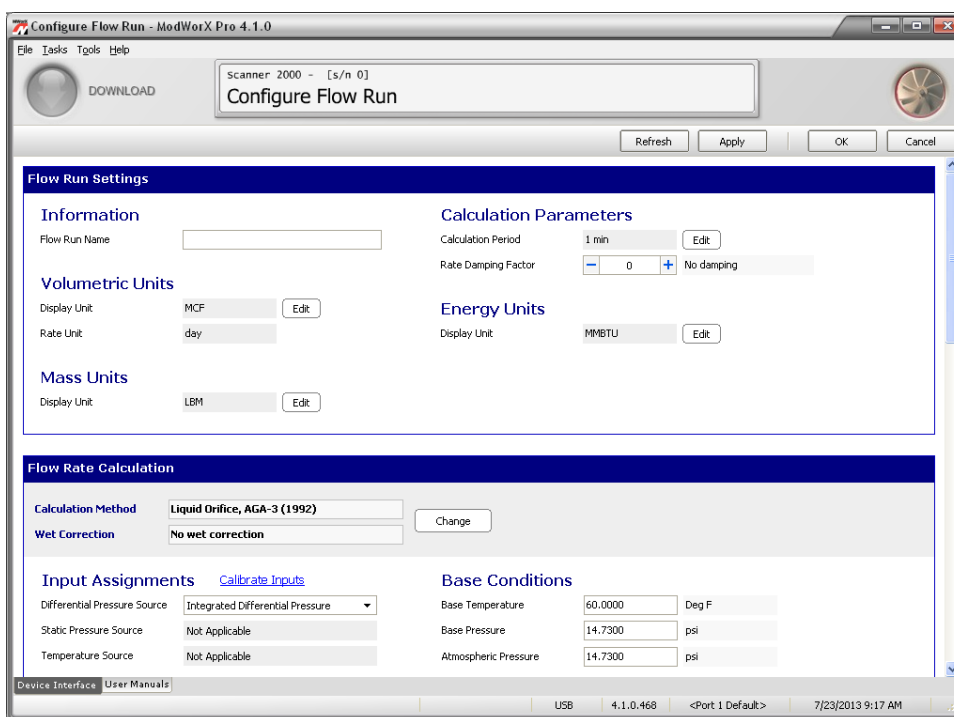 Configure Flow Run - ModWorX Pro 4.1.0
File Tasks Tools Help
DOWNLOAD
Scanner 2000 - [s/n 0]
Configure Flow Run
Refresh Apply OK Cancel
Flow Run Settings
Information
Flow Run Name
Volumetric Units
Display Unit MCF Edit
Rate Unit day
Mass Units
Display Unit LBM Edit
Calculation Parameters
Calculation Period 1 min Edit
Rate Damping Factor - 0 + No damping
Energy Units
Display Unit MMBTU Edit
Flow Rate Calculation
Calculation Method Liquid Orifice, AGA-3 (1992)
Wet Correction No wet correction
Change
Input Assignments Calibrate Inputs
Differential Pressure Source Integrated Differential Pressure
Static Pressure Source Not Applicable
Temperature Source Not Applicable
Base Conditions
Base Temperature 60.0000 Deg F
Base Pressure 14.7300 psi
Atmospheric Pressure 14.7300 psi
Device Interface User Manuals
USB 4.1.0.468 <Port 1 Default> 7/23/2013 9:17 AM